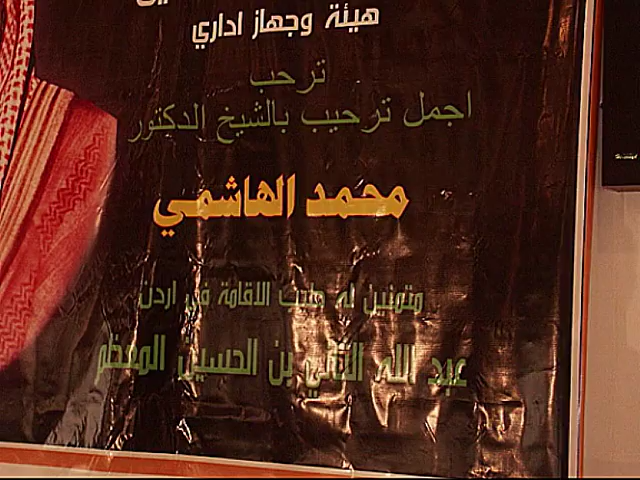 هيئة وجهاز اداري
ترحب
اجمل ترحيب بالشيخ الدكتور
محمد الهاشمي
متمنين له طيب الاقامة في اردن
عبد الله الثاني بن الحسين المعظم